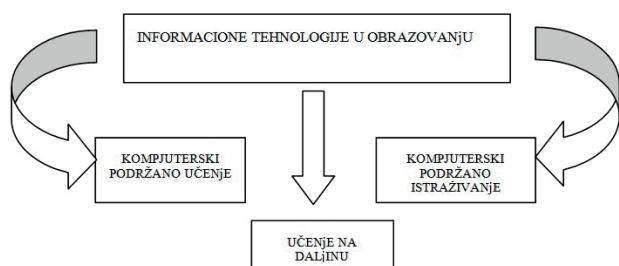 INFORMACIONE TEHNOLOGIJE U OBRAZOVANjU
KOMPJUTERSKI
PODRŽANO UČENjE
KOMPJUTERSKI
PODRŽANO
ISTRAŽIVANjE
UČENjE NA
DALjINU